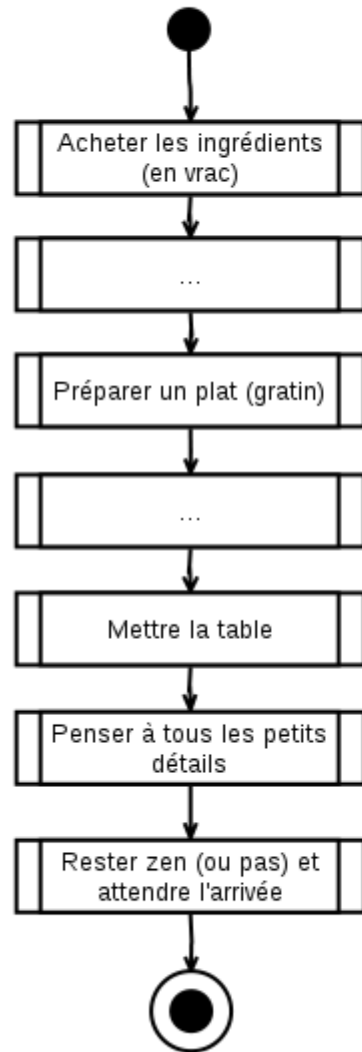 Acheter les ingrédients
(en vrac)
...
Préparer un plat (gratin)
...
Mettre la table
Penser à tous les petits
détails
Rester zen (ou pas) et
attendre l'arrivée